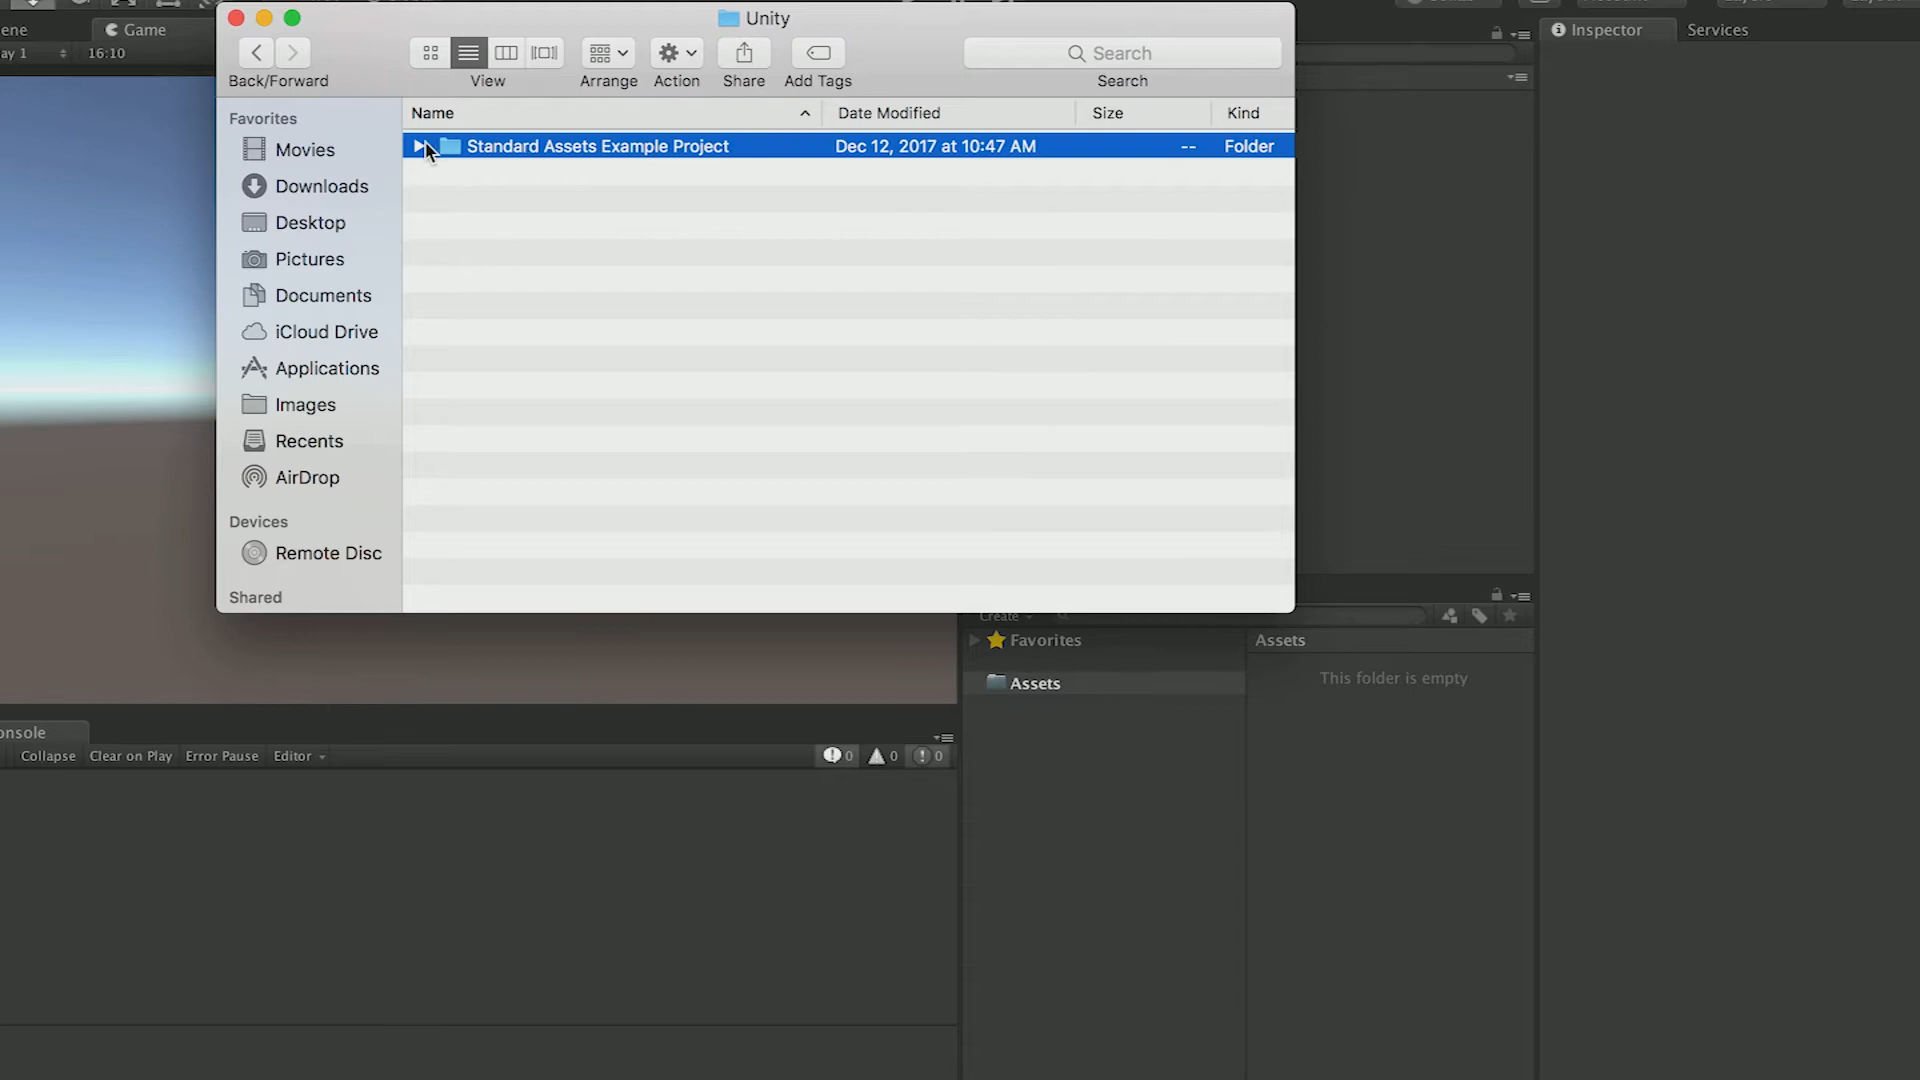 Unity
ene
Game
Inspector
Services
ay 1
16:10
Search
Back/Forward
View
Arrange
Action
Share
Add Tags
Search
Favorites
Name
Date Modified
Size
Kind
Movies
Standard Assets Example Project
Dec 12, 2017 at 10:47 AM
--
Folder
Downloads
Desktop
Pictures
Documents
iCloud Drive
Applications
Images
Recents
AirDrop
Devices
Remote Disc
Shared
Create
Favorites
Assets
Assets
This folder is empty
onsole
Collapse
Clear on Play
Error Pause
Editor
0
0
0